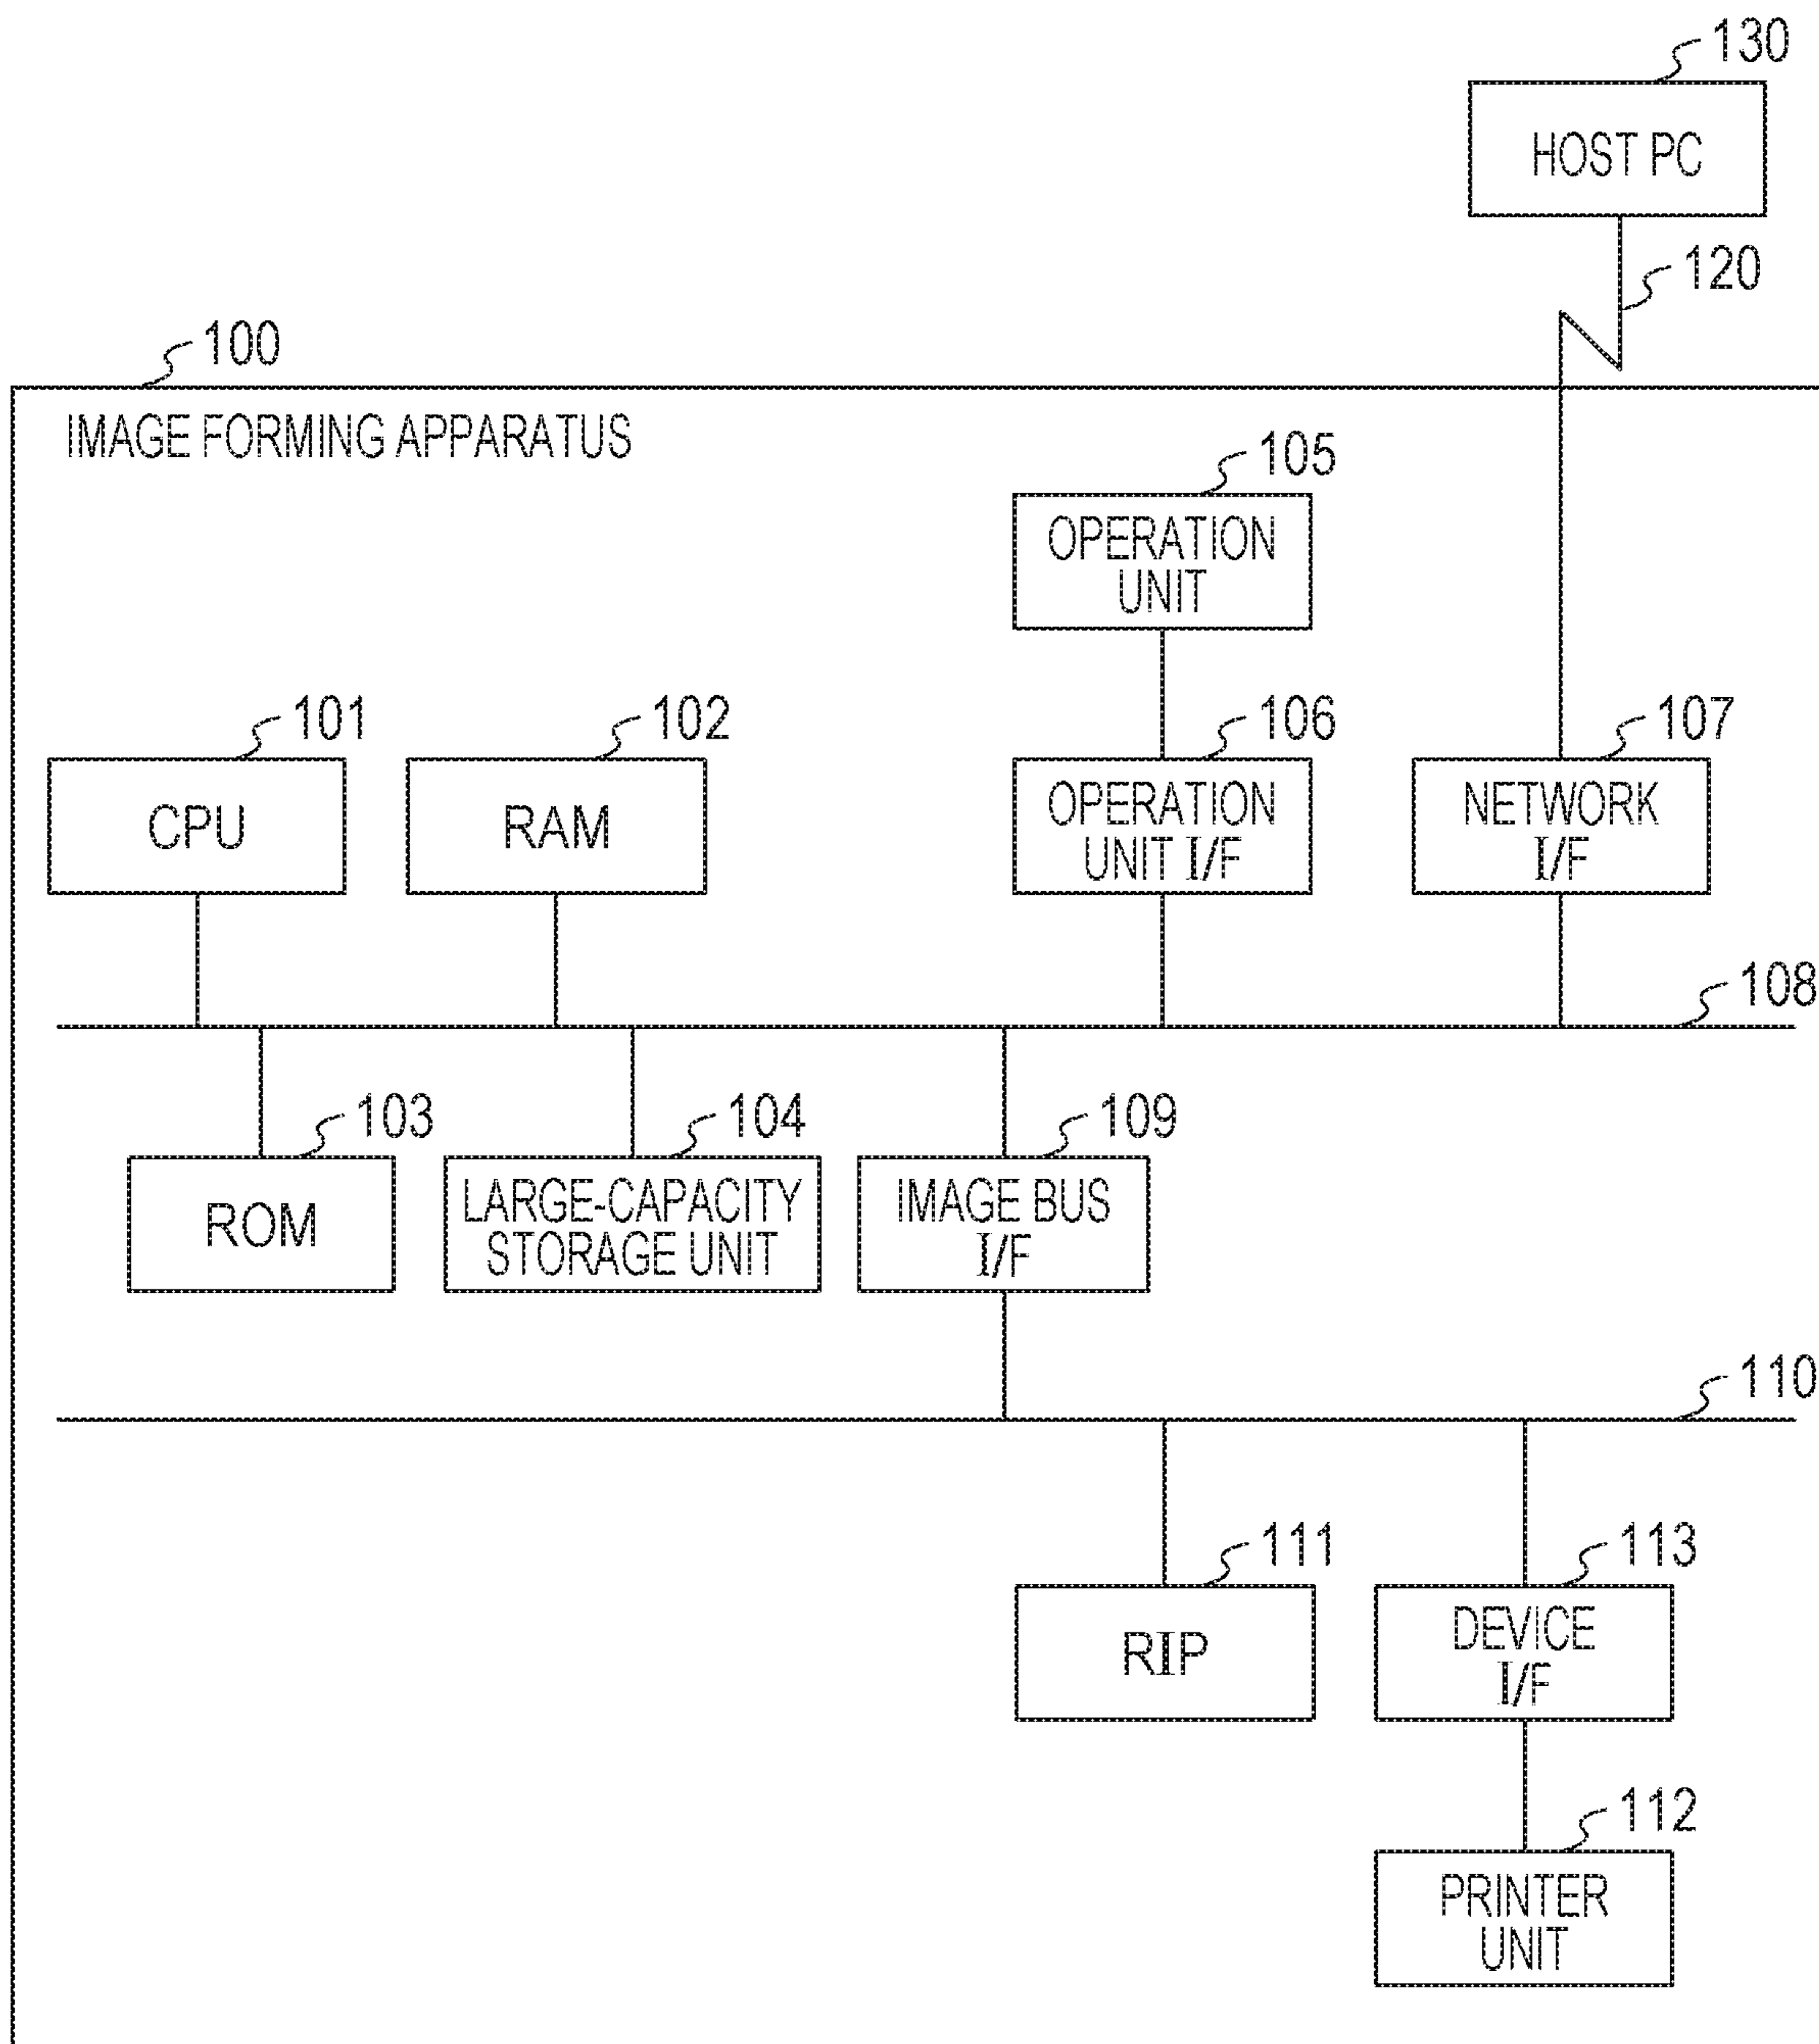 130
HOST PC
120
100
IMAGE FORMING APPARATUS
105
OPERATION
UNIT
101
102
106
107
CPU
RAM
OPERATION
UNIT I/F
NETWORK
I/F
108
103
104
109
ROM
LARGE-CAPACITY
STORAGE UNIT
IMAGE BUS
I/F
110
111
113
RIP
DEVICE
I/F
112
PRINTER
UNIT